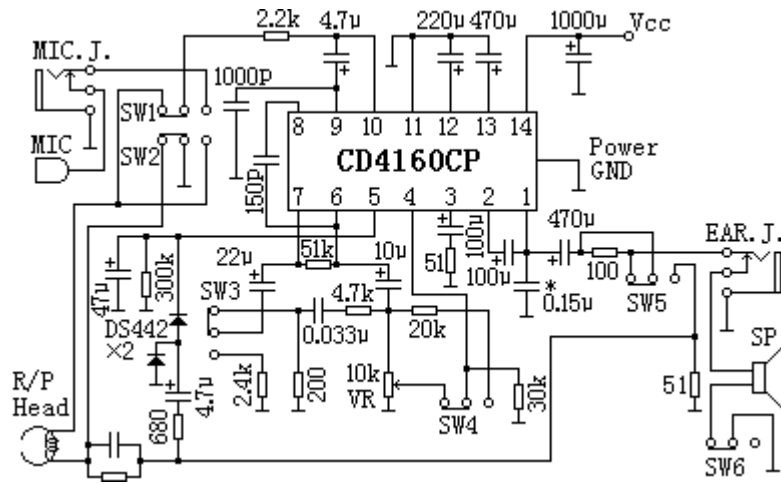 2.2k
4.7µ
220µ
470µ
1000µ
Vcc
MIC.J.
1000P
SW1
MIC
SW2
8
9
10
11
12
13
14
CD4160CP
Power
GND
150P
7
6
5
4
3
2
1
470µ
EAR.J.
47µ
300k
22µ
51k
10µ
51
100µ
100µ
*
0.15µ
100
SW5
DS442
×2
SW3
4.7k
0.033µ
20k
SP
R/P
Head
4.7µ
680
2.4k
200
10k
VR
SW4
30k
51
SW6